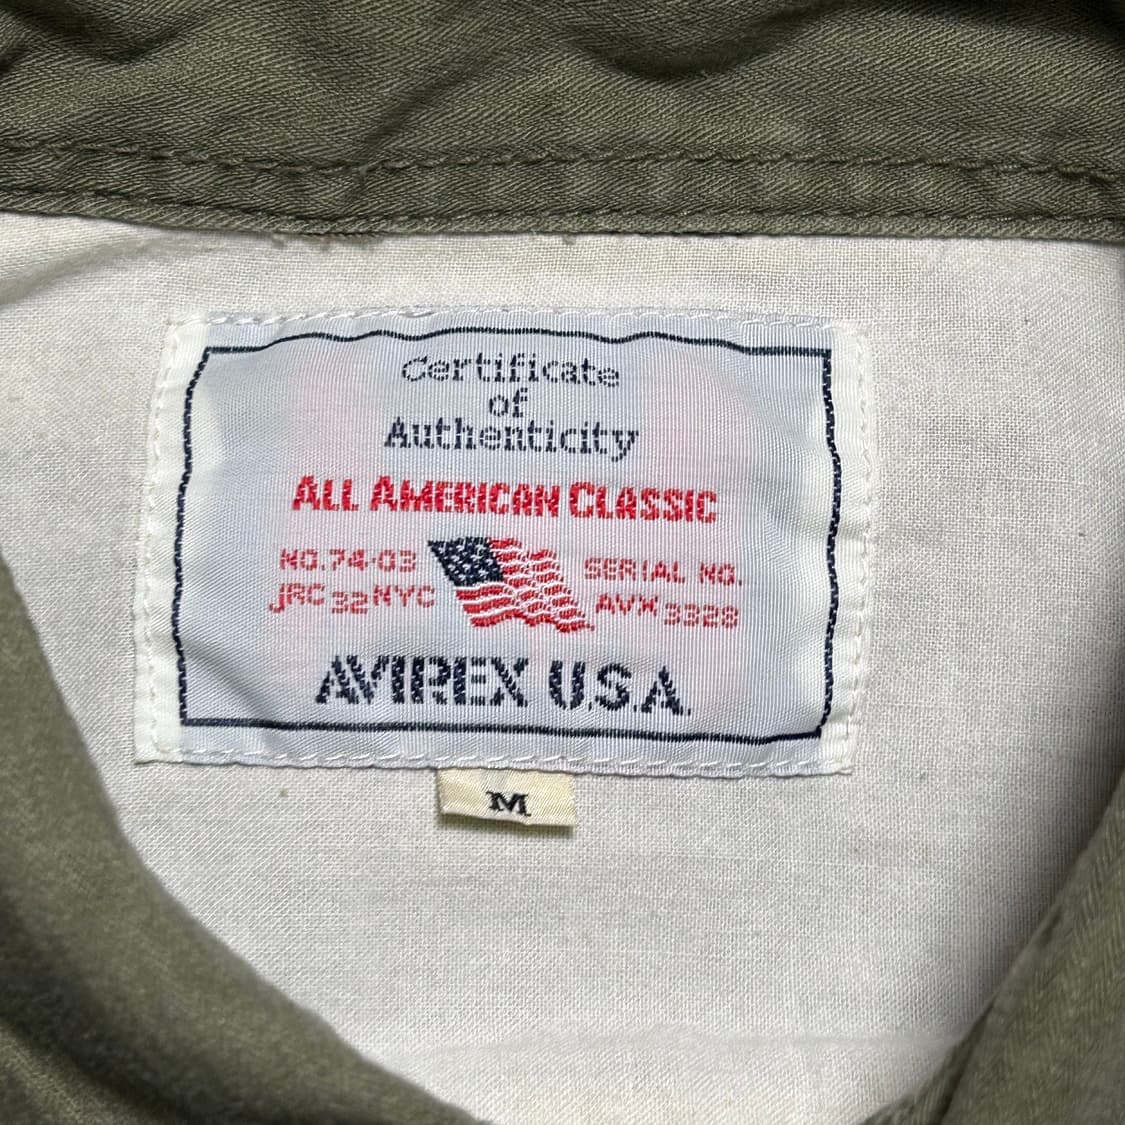 Certificate
of
Authenticity
ALL AMERICAN CLASSIC
NO.74-03
JRC 32 NYC
SERIAL NO.
AVX 3328
AVIREX U.S.A.
M